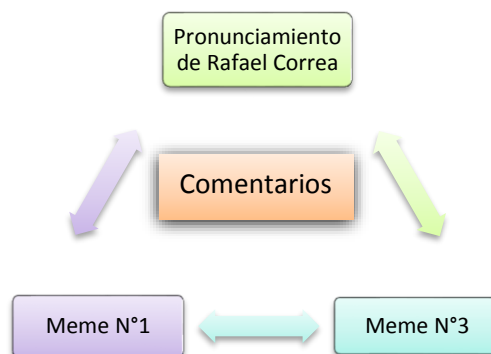 Pronunciamiento
de Rafael Correa
Comentarios
Meme N°1
Meme N°3